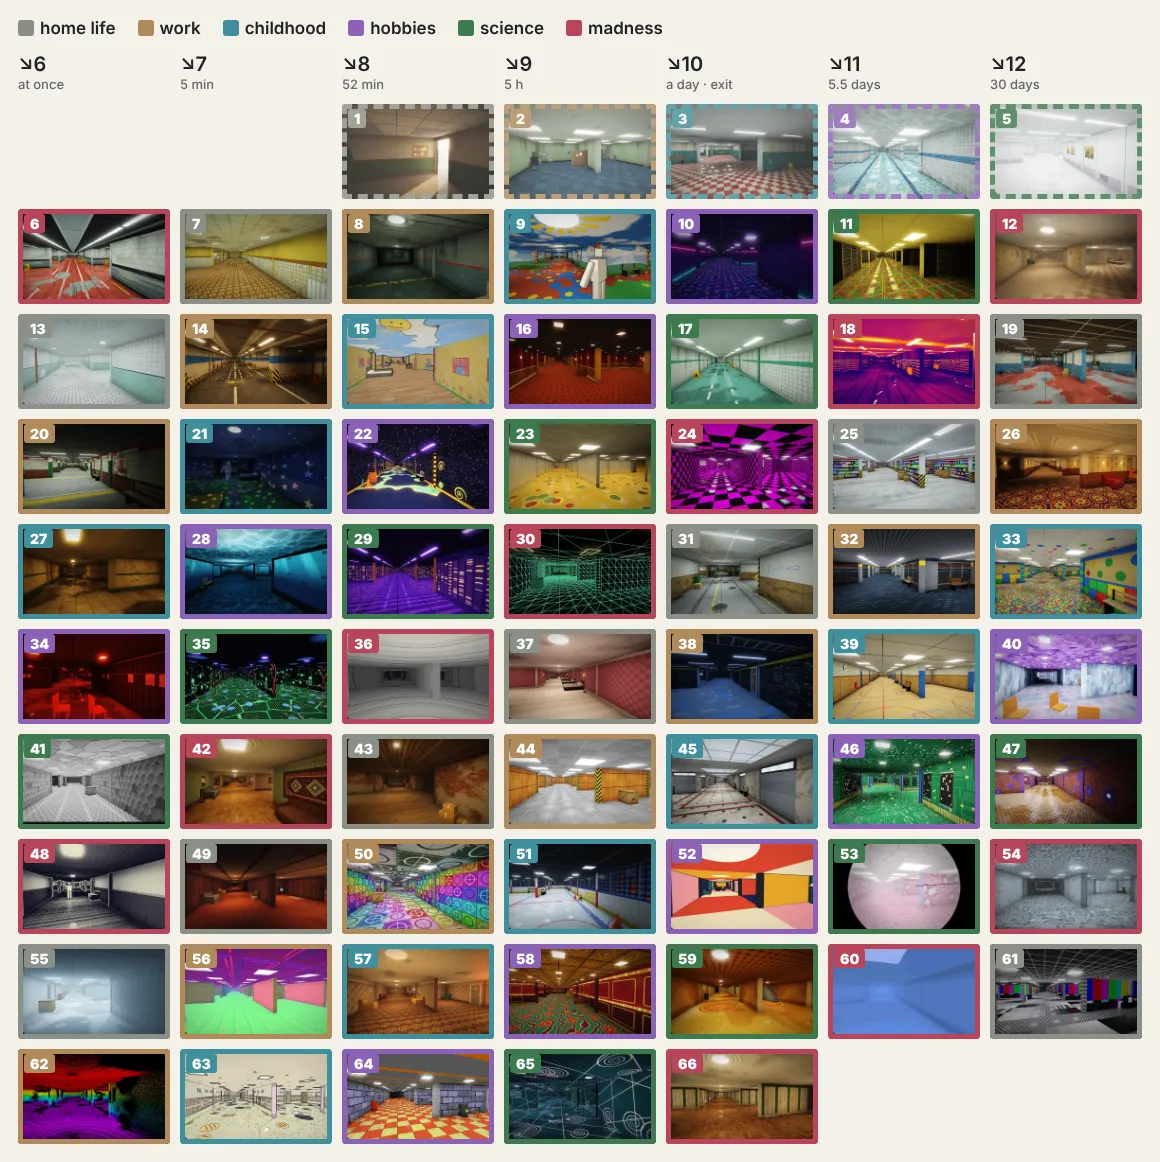 home life work childhood hobbies science madness
↘6 ↘7 ↘8 ↘9 ↘10 ↘11 ↘12
at once 5 min 52 min 5 h a day · exit 5.5 days 30 days
1 2 3 4 5
6 7 8 9 10 11 12
13 14 15 16 17 18 19
20 21 22 23 24 25 26
27 28 29 30 31 32 33
34 35 36 37 38 39 40
41 42 43 44 45 46 47
48 49 50 51 52 53 54
55 56 57 58 59 60 61
62 63 64 65 66